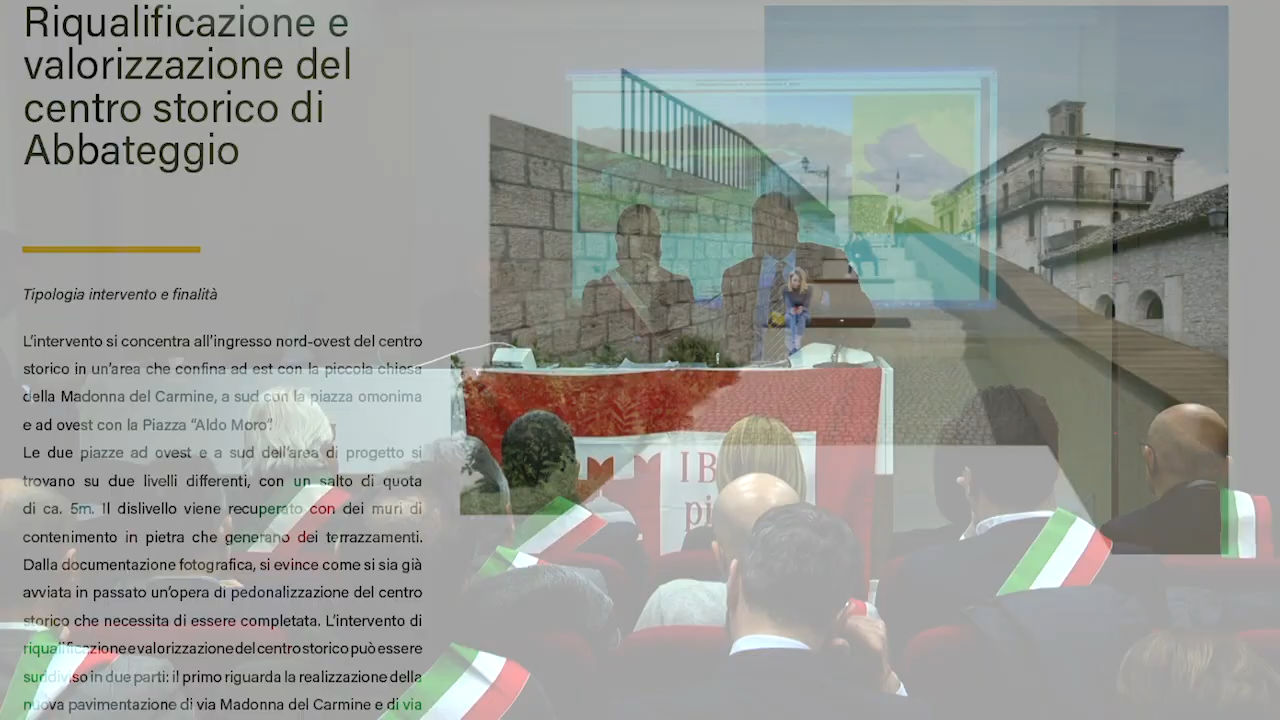 Riqualificazione e
valorizzazione del
centro storico di
Abbateggio
Tipologia intervento e finalità
L'intervento si concentra all'ingresso nord-ovest del centro
storico in un'area che confina ad est con la piccola chiesa
della Madonna del Carmine, a sud con la piazza omonima
e ad ovest con la Piazza "Aldo Moro".
Le due piazze ad ovest e a sud dell'area di progetto si
trovano su due livelli differenti, con un salto di quota
di ca. 5m. Il dislivello viene recuperato con dei muri di
contenimento in pietra che generano dei terrazzamenti.
Dalla documentazione fotografica, si evince come si sia già
avviata in passato un'opera di pedonalizzazione del centro
storico che necessita di essere completata. L'intervento di
riqualificazione e valorizzazione del centro storico può essere
suddiviso in due parti: il primo riguarda la realizzazione della
nuova pavimentazione di via Madonna del Carmine e di via
I B
pi